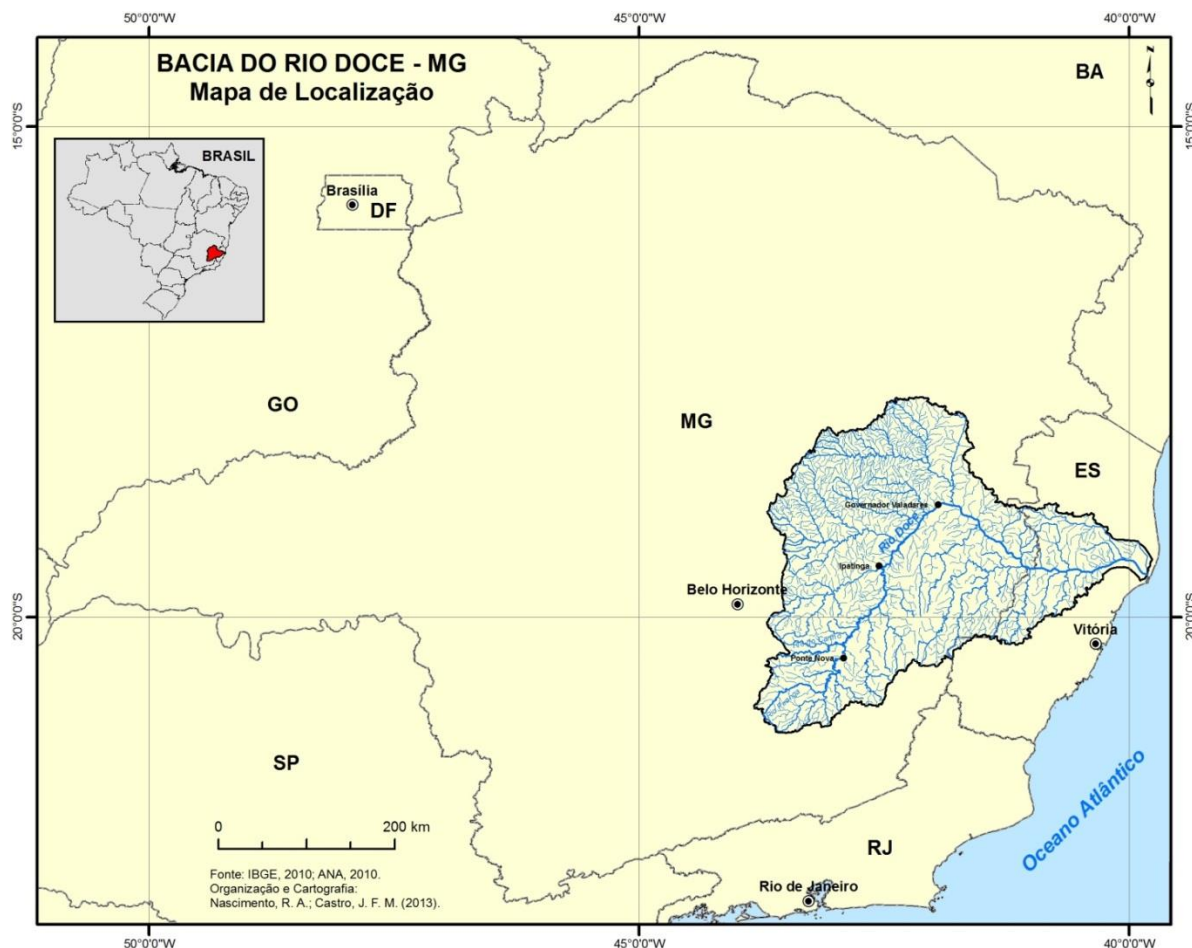 50°0'0"W
45°0'0"W
40°0'0"W
BACIA DO RIO DOCE - MG
Mapa de Localização
BA
N
15°0'0"S
15°0'0"S
BRASIL
Brasília
DF
GO
MG
ES
Governador Valadares
Rio Doce
Ipatinga
Belo Horizonte
20°0'0"S
20°0'0"S
Vitória
Ponte Nova
SP
Oceano Atlântico
0
200 km
RJ
Fonte: IBGE, 2010; ANA, 2010.
Organização e Cartografia:
Nascimento, R. A.; Castro, J. F. M. (2013).
Rio de Janeiro
50°0'0"W
45°0'0"W
40°0'0"W